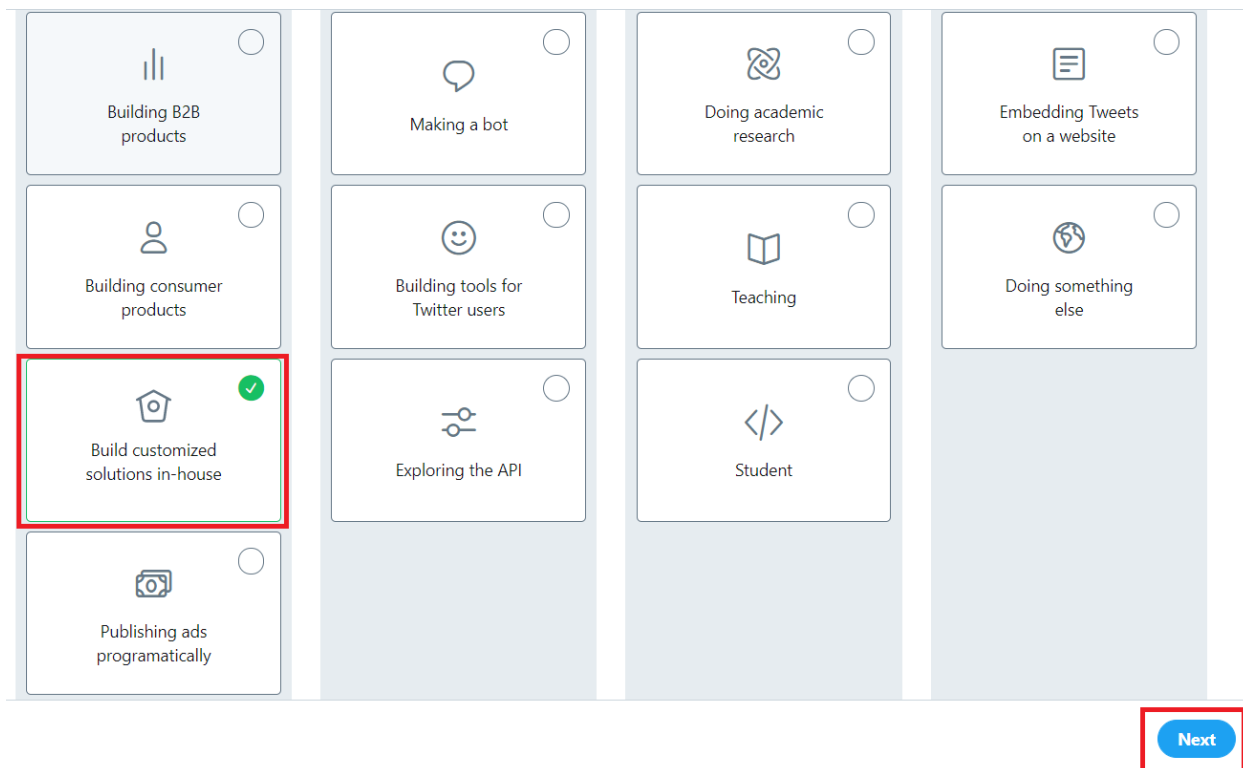 Building B2B
products
Making a bot
Doing academic
research
Embedding Tweets
on a website
Building consumer
products
Building tools for
Twitter users
Teaching
Doing something
else
Build customized
solutions in-house
Exploring the API
Student
Publishing ads
programatically
Next